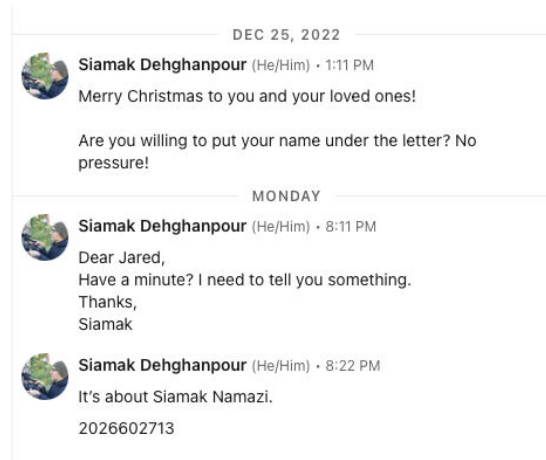 DEC 25, 2022
Siamak Dehghanpour (He/Him) • 1:11 PM
Merry Christmas to you and your loved ones!
Are you willing to put your name under the letter? No
pressure!
MONDAY
Siamak Dehghanpour (He/Him) • 8:11 PM
Dear Jared,
Have a minute? I need to tell you something.
Thanks,
Siamak
Siamak Dehghanpour (He/Him) • 8:22 PM
It's about Siamak Namazi.
2026602713